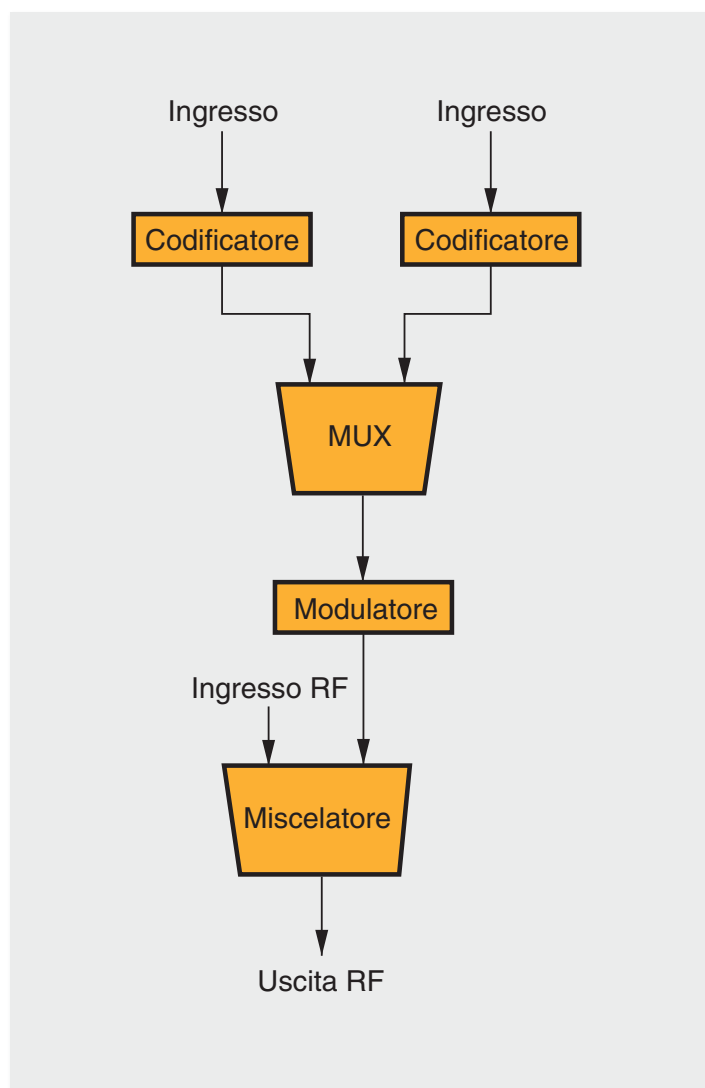 Ingresso
Ingresso
Codificatore
Codificatore
MUX
Modulatore
Ingresso RF
Miscelatore
Uscita RF